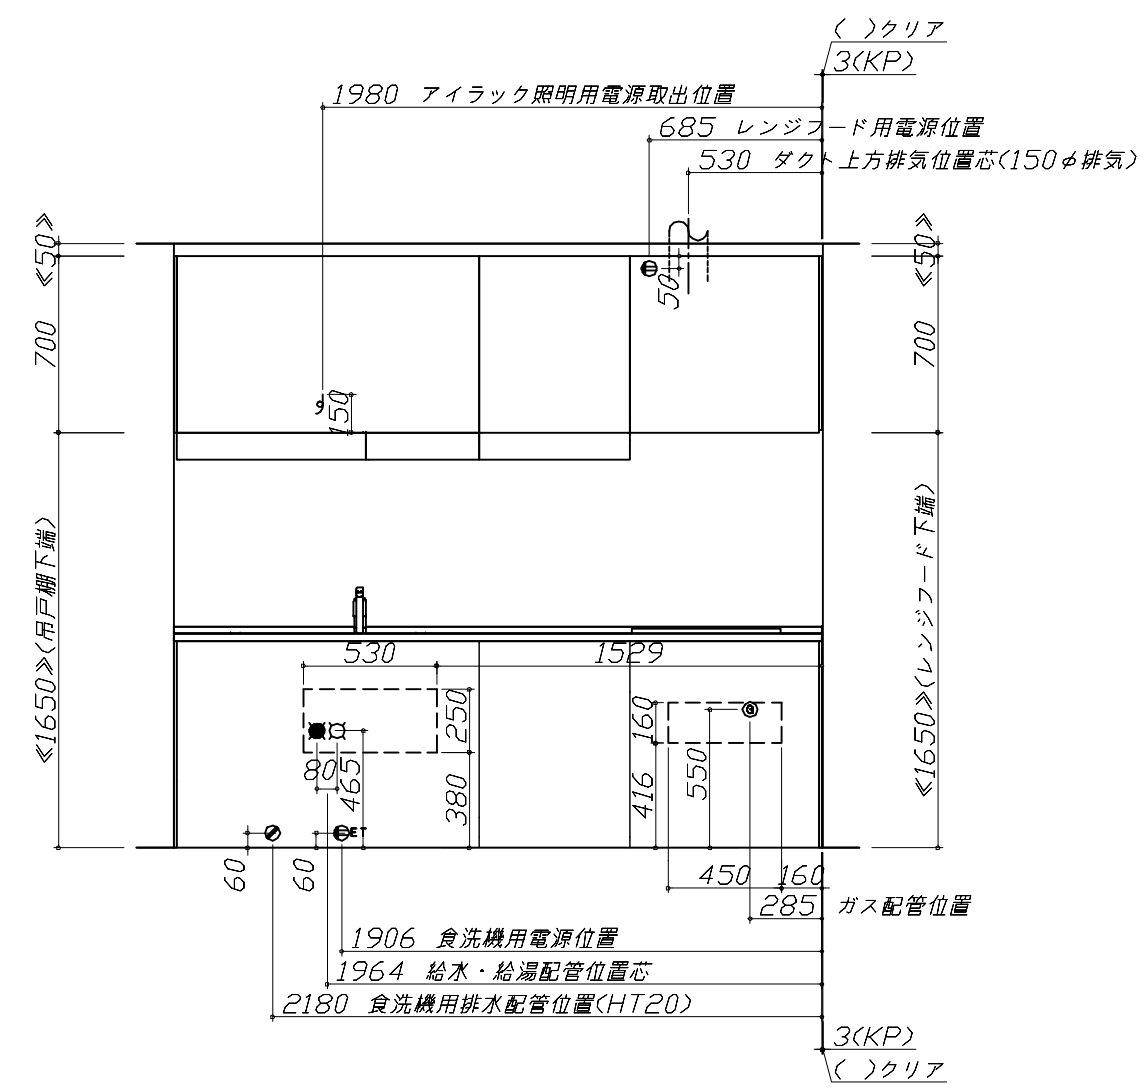 ( )クリア
3(KP)
1980 アイラック照明用電源取出位置
685 レンジフード用電源位置
530 ダクト上方排気位置芯(150φ排気)
≪50≫
≪50≫
50
700
700
150
≪1650≫(吊戸棚下端)
≪1650≫(レンジフード下端)
530
1529
250
160
80
465
380
416
550
ET
60
60
450
160
285 ガス配管位置
1906 食洗機用電源位置
1964 給水・給湯配管位置芯
2180 食洗機用排水配管位置(HT20)
3(KP)
( )クリア